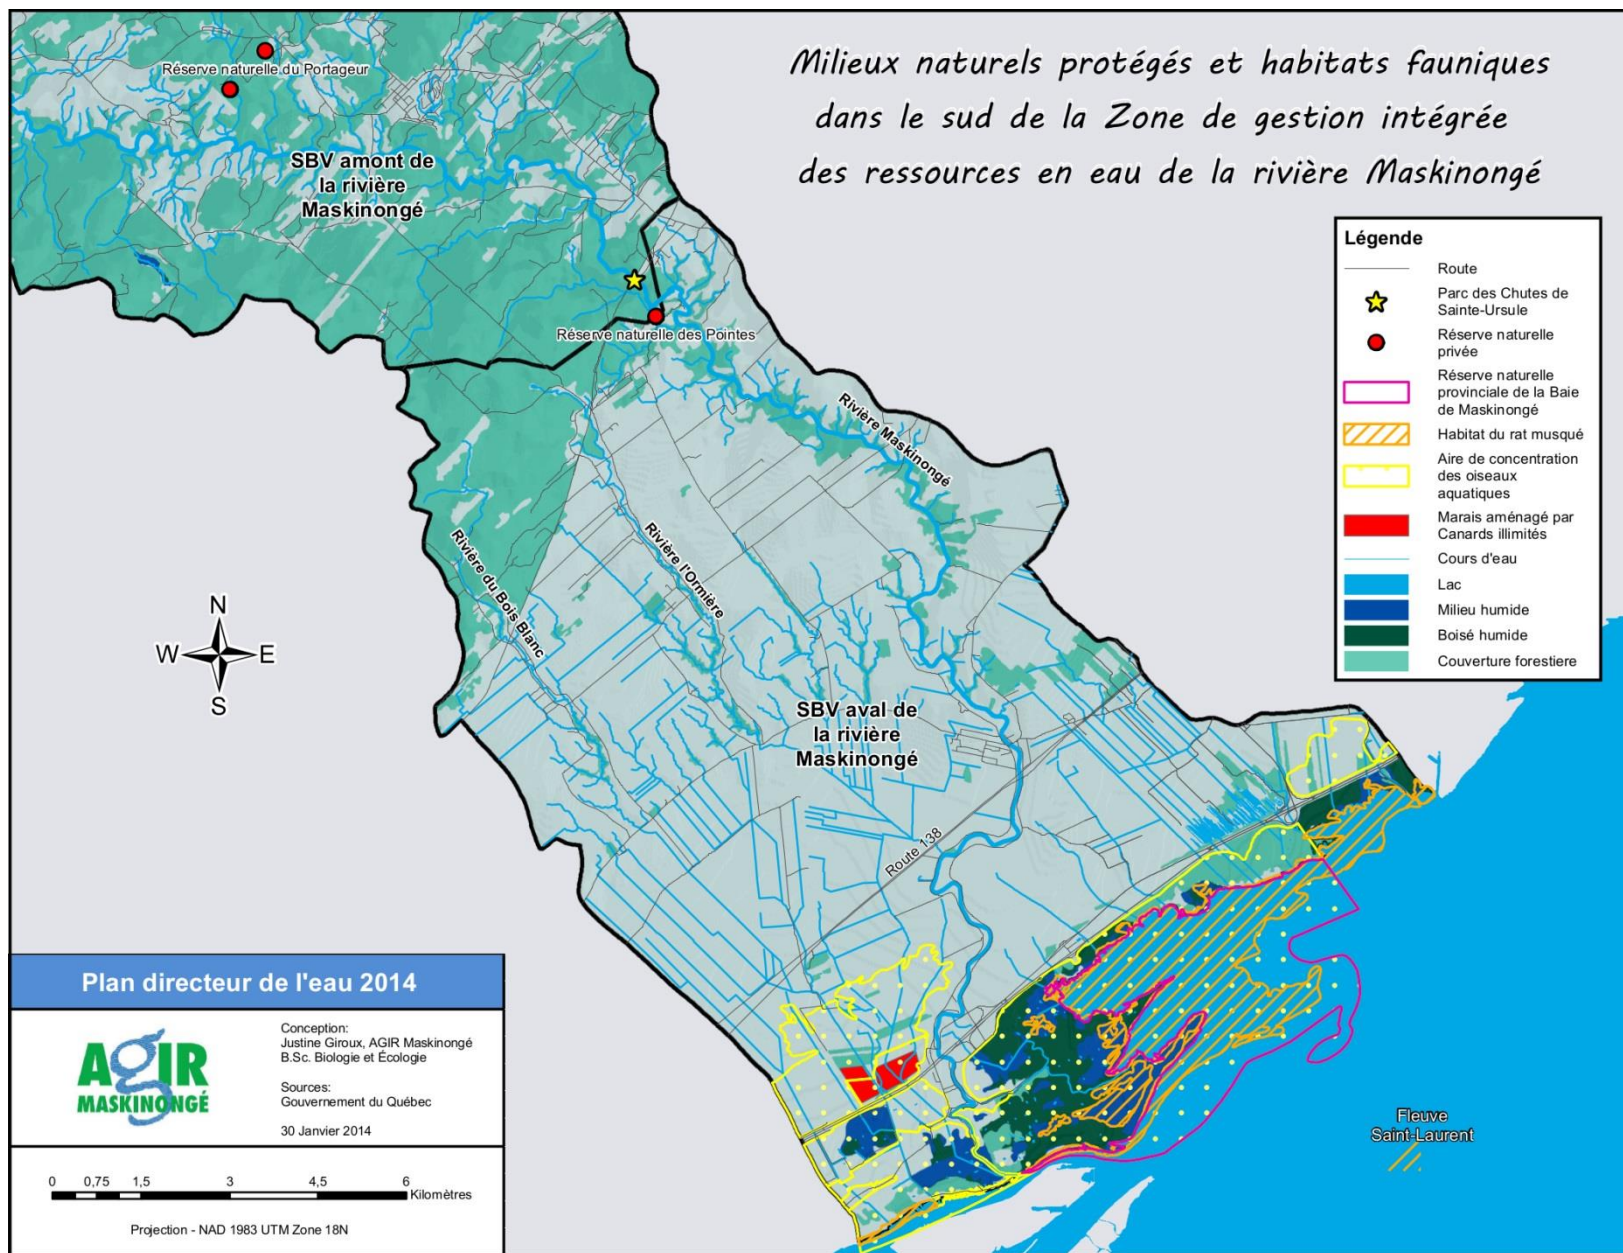 Milieux naturels protégés et habitats fauniques
dans le sud de la Zone de gestion intégrée
des ressources en eau de la rivière Maskinongé
Réserve naturelle du Portageur
SBV amont de
la rivière
Maskinongé
Réserve naturelle des Pointes
Rivière Maskinongé
Rivière l'Ormière
Rivière du Bois Blanc
SBV aval de
la rivière
Maskinongé
Route 138
Fleuve
Saint-Laurent
N
W
E
S
Légende
Route
Parc des Chutes de
Sainte-Ursule
Réserve naturelle
privée
Réserve naturelle
provinciale de la Baie
de Maskinongé
Habitat du rat musqué
Aire de concentration
des oiseaux
aquatiques
Marais aménagé par
Canards illimités
Cours d'eau
Lac
Milieu humide
Boisé humide
Couverture forestiere
Plan directeur de l'eau 2014
AGIR
MASKINONGÉ
Conception:
Justine Giroux, AGIR Maskinongé
B.Sc. Biologie et Écologie
Sources:
Gouvernement du Québec
30 Janvier 2014
0 0,75 1,5 3 4,5 6
Kilomètres
Projection - NAD 1983 UTM Zone 18N